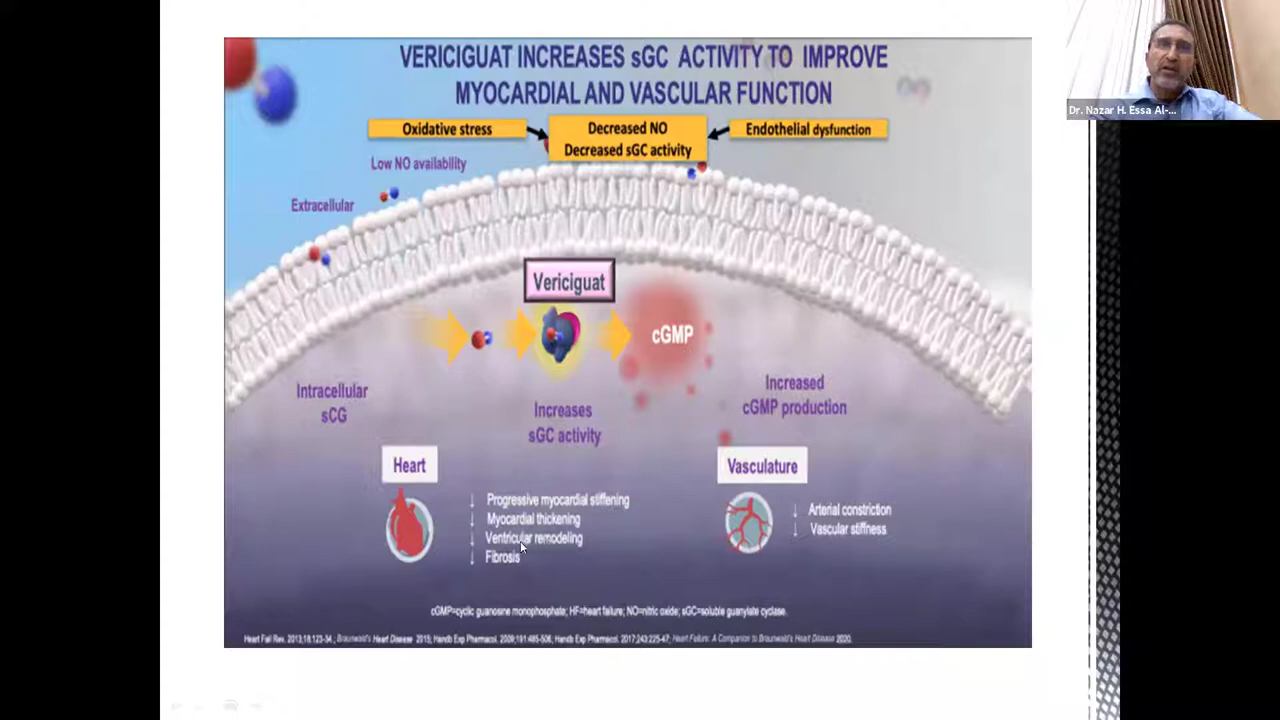 VERICIGUAT INCREASES sGC ACTIVITY TO IMPROVE
MYOCARDIAL AND VASCULAR FUNCTION
Oxidative stress
Decreased NO
Decreased sGC activity
Endothelial dysfunction
Low NO availability
Extracellular
Vericiguat
cGMP
Intracellular
sCG
Increases
sGC activity
Increased
cGMP production
Heart
↓ Progressive myocardial stiffening
↓ Myocardial thickening
↓ Ventricular remodeling
↓ Fibrosis
Vasculature
↓ Arterial constriction
↓ Vascular stiffness
cGMP=cyclic guanosine monophosphate; HF=heart failure; NO=nitric oxide; sGC=soluble guanylate cyclase.
Heart Fail Rev. 2013;18:123-34.; Braunwald's Heart Disease 2015; Handb Exp Pharmacol. 2009;191:485-506; Handb Exp Pharmacol. 2017;243:225-47; Heart Failure: A Companion to Braunwald's Heart Disease 2020.
Dr. Nazar H. Essa Al-...